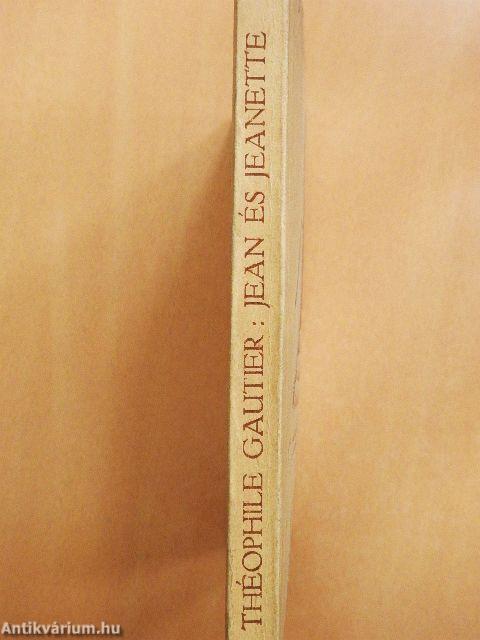 THÉOPHILE GAUTIER: JEAN ÉS JEANETTE
Antikvárium.hu